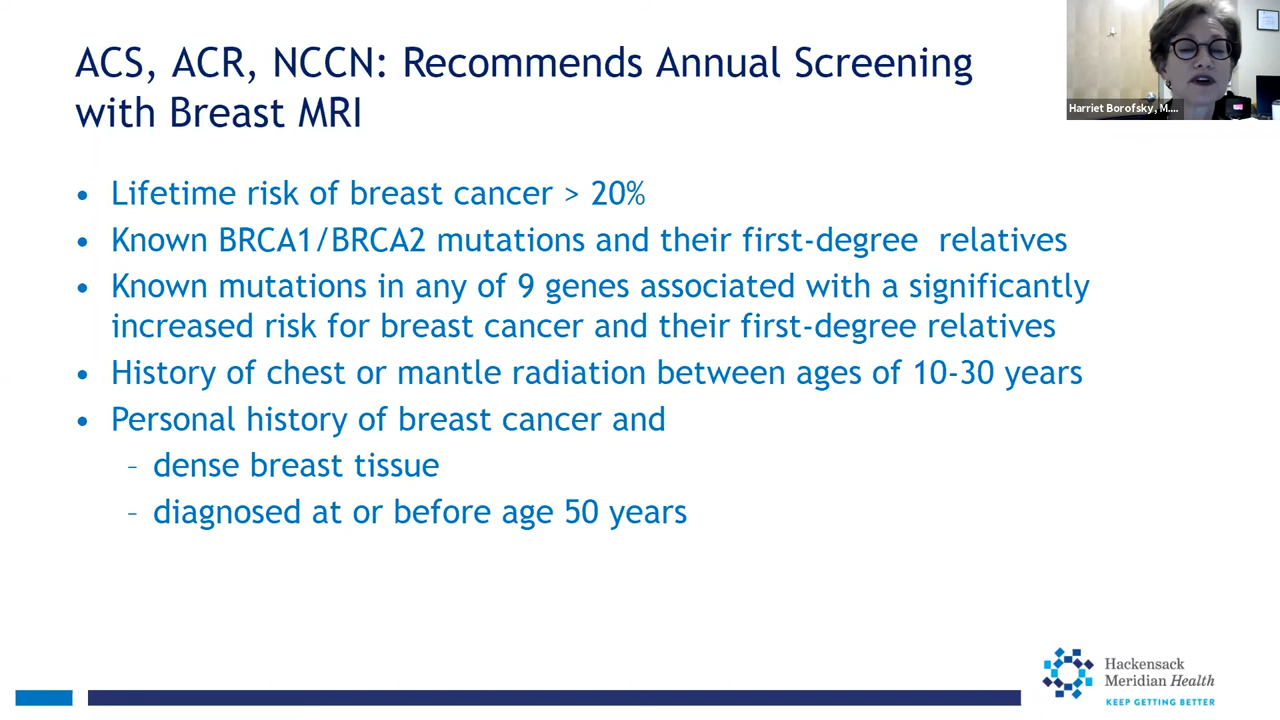 ACS, ACR, NCCN: Recommends Annual Screening
with Breast MRI
Harriet Borofsky, M....
• Lifetime risk of breast cancer > 20%
• Known BRCA1/BRCA2 mutations and their first-degree  relatives
• Known mutations in any of 9 genes associated with a significantly
increased risk for breast cancer and their first-degree relatives
• History of chest or mantle radiation between ages of 10-30 years
• Personal history of breast cancer and
– dense breast tissue
– diagnosed at or before age 50 years
Hackensack
Meridian Health
KEEP GETTING BETTER